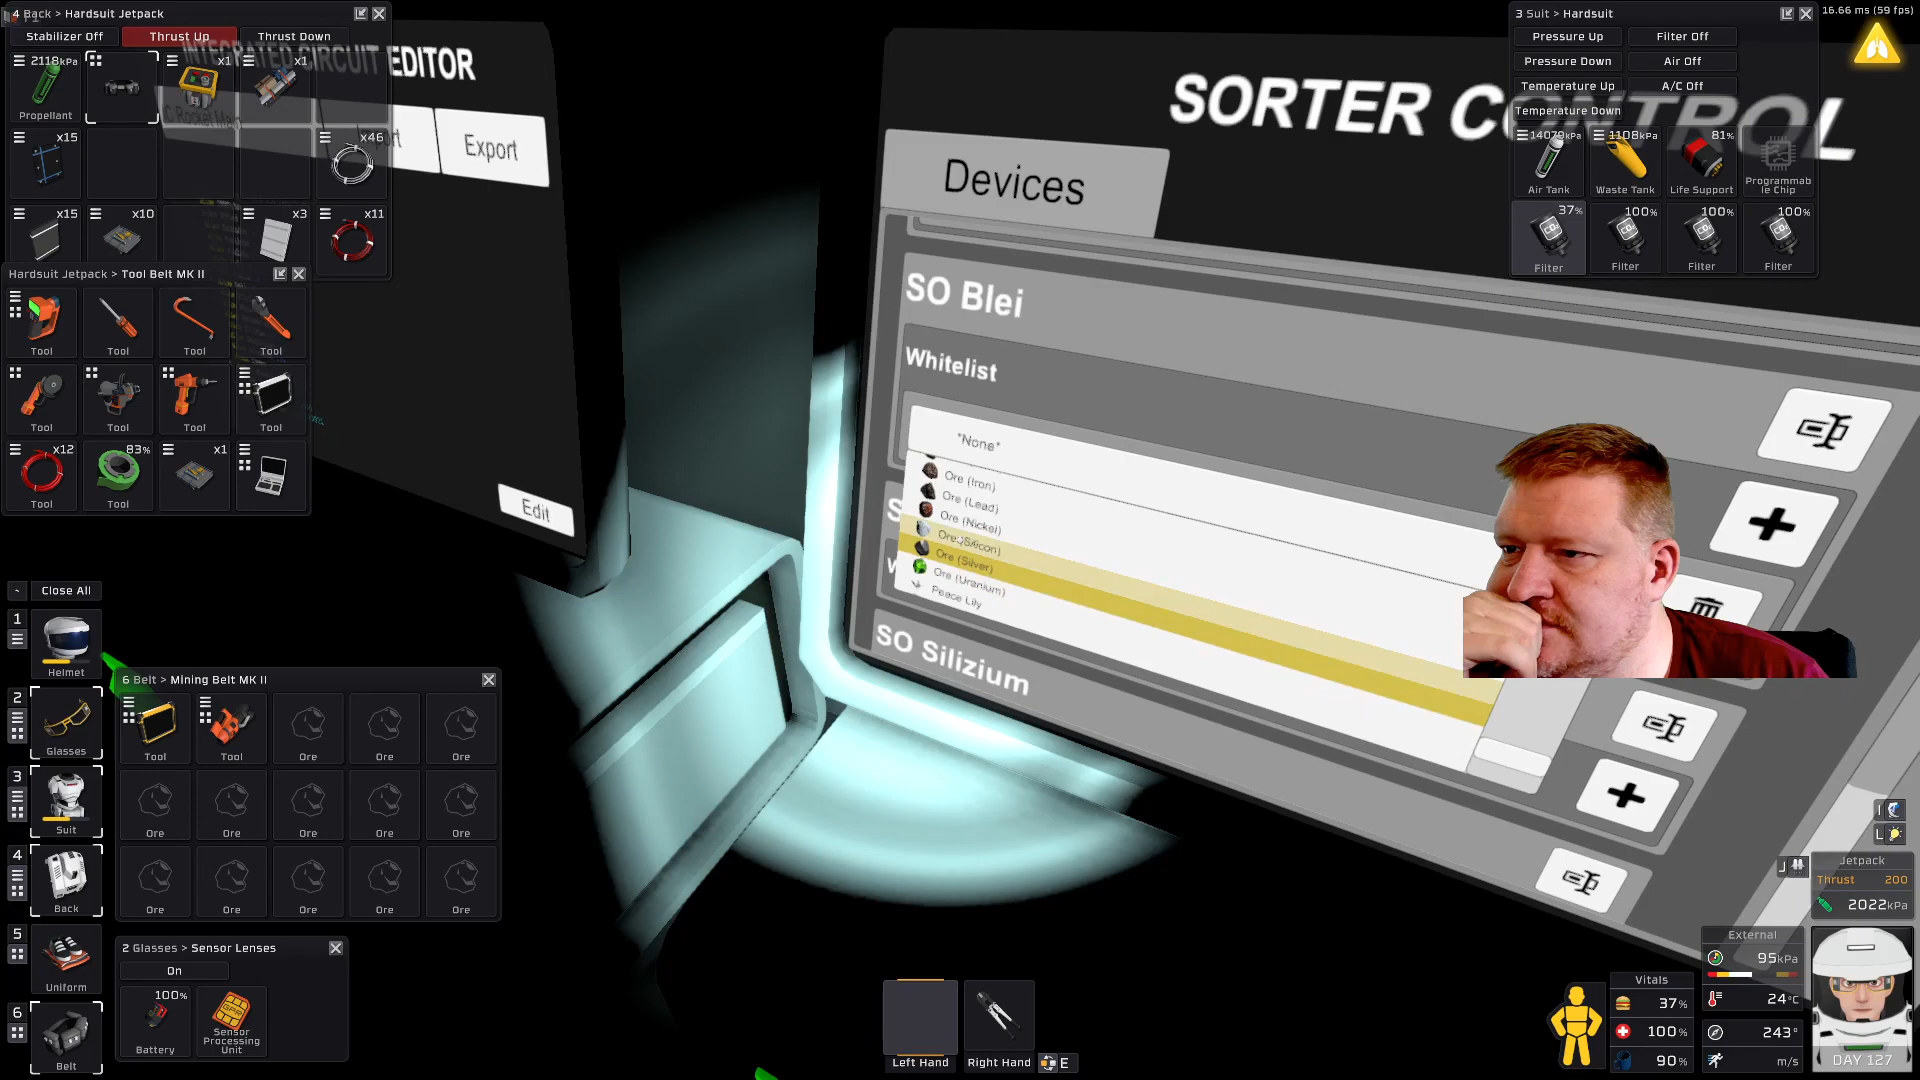 4 Back > Hardsuit Jetpack
Stabilizer Off
Thrust Up
Thrust Down
2118kPa
x1
x1
Propellant
x15
x46
x15
x10
x3
x11
INTEGRATED CIRCUIT EDITOR
Export
Edit
Hardsuit Jetpack > Tool Belt MK II
Tool
Tool
Tool
Tool
Tool
Tool
Tool
Tool
x12
83%
x1
Tool
Tool
Tool
Tool
~
Close All
1
Helmet
2
Glasses
3
Suit
4
Back
5
Uniform
6
Belt
6 Belt > Mining Belt MK II
Tool
Tool
Ore
Ore
Ore
Ore
Ore
Ore
Ore
Ore
Ore
Ore
Ore
Ore
Ore
2 Glasses > Sensor Lenses
On
100%
Battery
Sensor
Processing
Unit
SORTER CONTROL
Devices
SO Blei
Whitelist
*None*
Ore (Iron)
Ore (Lead)
Ore (Nickel)
Ore (Silicon)
Ore (Silver)
Ore (Uranium)
Peace Lily
SO Silizium
3 Suit > Hardsuit
Pressure Up
Filter Off
Pressure Down
Air Off
Temperature Up
A/C Off
Temperature Down
14079kPa
1108kPa
81%
Air Tank
Waste Tank
Life Support
Programmab
le Chip
37%
100%
100%
100%
Filter
Filter
Filter
Filter
16.66 ms (59 fps)
Left Hand
Right Hand
E
I
L
J
Jetpack
Thrust 200
2022kPa
External
95kPa
24°C
243°
m/s
Vitals
37%
100%
90%
DAY 127